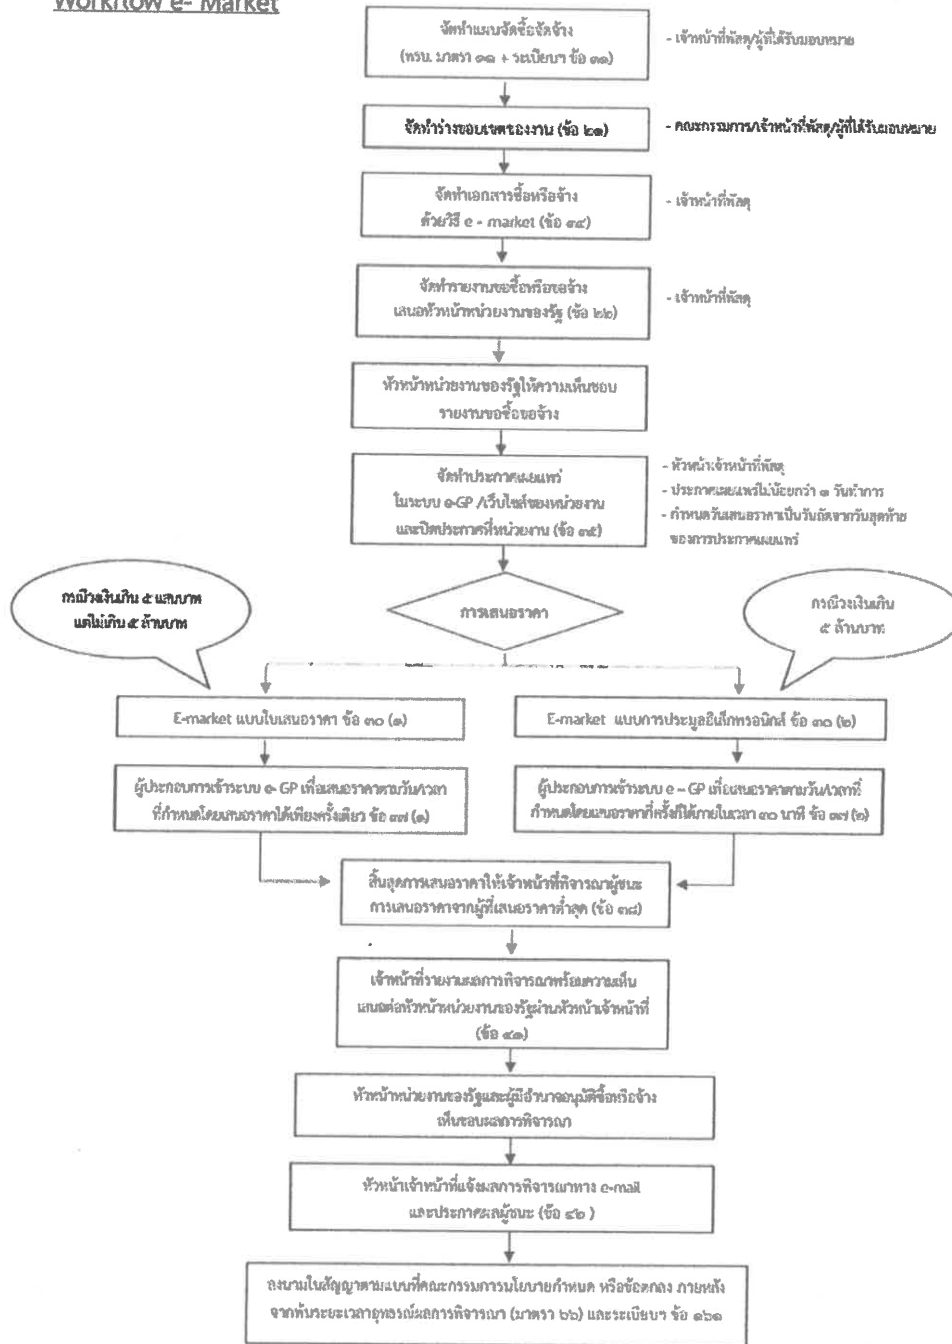 Workflow e- Market
จัดทำแผนจัดซื้อจัดจ้าง
(พรบ. มาตรา ๑๑ + ระเบียบฯ ข้อ ๑๑)
- เจ้าหน้าที่พัสดุ/ผู้ที่ได้รับมอบหมาย
จัดทำร่างขอบเขตของงาน (ข้อ ๒๑)
- คณะกรรมการ/เจ้าหน้าที่พัสดุ/ผู้ที่ได้รับมอบหมาย
จัดทำเอกสารซื้อหรือจ้าง
ด้วยวิธี e - market (ข้อ ๓๔)
- เจ้าหน้าที่พัสดุ
จัดทำรายงานขอซื้อหรือขอจ้าง
เสนอหัวหน้าหน่วยงานของรัฐ (ข้อ ๒๒)
- เจ้าหน้าที่พัสดุ
หัวหน้าหน่วยงานของรัฐให้ความเห็นชอบ
รายงานขอซื้อขอจ้าง
จัดทำประกาศเผยแพร่
ในระบบ e-GP /เว็บไซต์ของหน่วยงาน
และปิดประกาศที่หน่วยงาน (ข้อ ๓๕)
- หัวหน้าเจ้าหน้าที่พัสดุ
- ประกาศเผยแพร่ไม่น้อยกว่า ๓ วันทำการ
- กำหนดวันเสนอราคาเป็นวันถัดจากวันสุดท้าย
ของการประกาศเผยแพร่
กรณีวงเงินเกิน ๕ แสนบาท
แต่ไม่เกิน ๕ ล้านบาท
การเสนอราคา
กรณีวงเงินเกิน
๕ ล้านบาท
E-market แบบใบเสนอราคา ข้อ ๓๐ (๑)
E-market แบบการประมูลอิเล็กทรอนิกส์ ข้อ ๓๐ (๒)
ผู้ประกอบการเข้าระบบ e- GP เพื่อเสนอราคาตามวัน/เวลา
ที่กำหนดโดยเสนอราคาได้เพียงครั้งเดียว ข้อ ๓๗ (๑)
ผู้ประกอบการเข้าระบบ e – GP เพื่อเสนอราคาตามวัน/เวลาที่
กำหนดโดยเสนอราคากี่ครั้งก็ได้ภายในเวลา ๓๐ นาที ข้อ ๓๗ (๒)
สิ้นสุดการเสนอราคาให้เจ้าหน้าที่พิจารณาผู้ชนะ
การเสนอราคาจากผู้ที่เสนอราคาต่ำสุด (ข้อ ๓๘)
เจ้าหน้าที่รายงานผลการพิจารณาพร้อมความเห็น
เสนอต่อหัวหน้าหน่วยงานของรัฐผ่านหัวหน้าเจ้าหน้าที่
(ข้อ ๔๑)
หัวหน้าหน่วยงานของรัฐและผู้มีอำนาจอนุมัติซื้อหรือจ้าง
เห็นชอบผลการพิจารณา
หัวหน้าเจ้าหน้าที่แจ้งผลการพิจารณาทาง e-mail
และประกาศผลผู้ชนะ (ข้อ ๔๒ )
ลงนามในสัญญาตามแบบที่คณะกรรมการนโยบายกำหนด หรือข้อตกลง ภายหลัง
จากพ้นระยะเวลาอุทธรณ์ผลการพิจารณา (มาตรา ๖๖) และระเบียบฯ ข้อ ๑๖๑